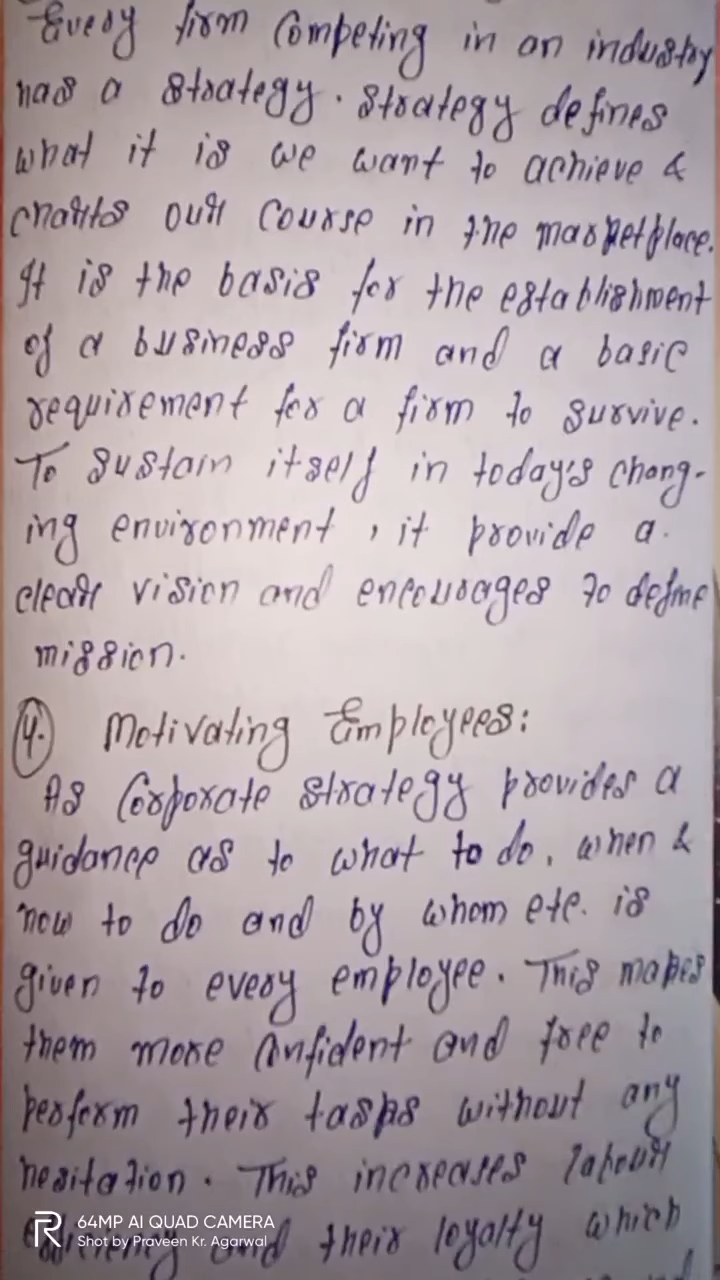 Every firm Competing in an industry
has a strategy. Strategy defines
what it is we want to achieve &
charts our Course in the marketplace.
It is the basis for the establishment
of a business firm and a basic
requirement for a firm to survive.
To sustain itself in today's chang-
ing environment, it provide a
clear vision and encourages to define
mission.
4. Motivating Employees:
As Corporate strategy provides a
guidance as to what to do, when &
how to do and by whom etc. is
given to every employee. This makes
them more Confident and free to
perform their tasks without any
hesitation. This increases labour
efficiency and their loyalty which
R 64MP AI QUAD CAMERA
Shot by Praveen Kr. Agarwal